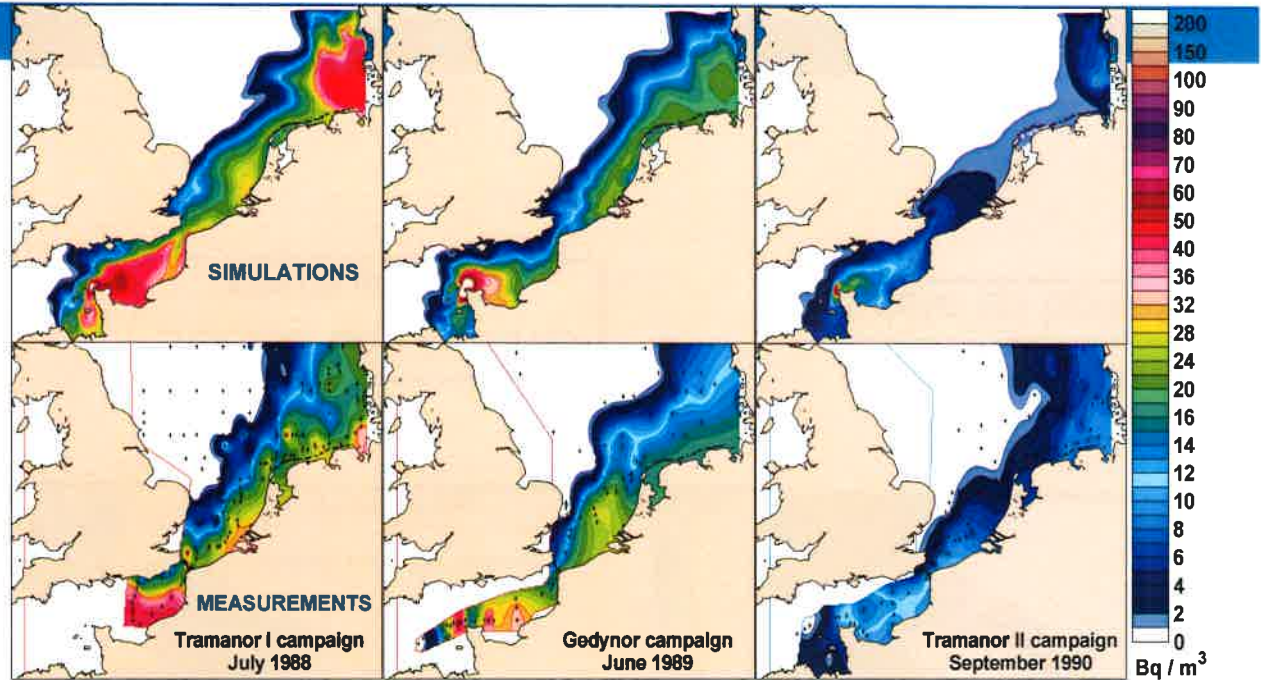 SIMULATIONS
MEASUREMENTS
Tramanor I campaign
July 1988
Gedynor campaign
June 1989
Tramanor II campaign
September 1990
200
150
100
90
80
70
60
50
40
36
32
28
24
20
16
14
12
10
8
6
4
2
0
Bq / m³